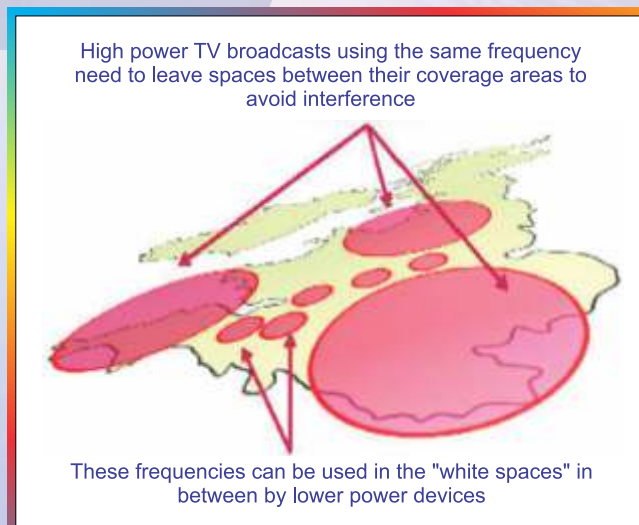 High power TV broadcasts using the same frequency
need to leave spaces between their coverage areas to
avoid interference
These frequencies can be used in the "white spaces" in
between by lower power devices